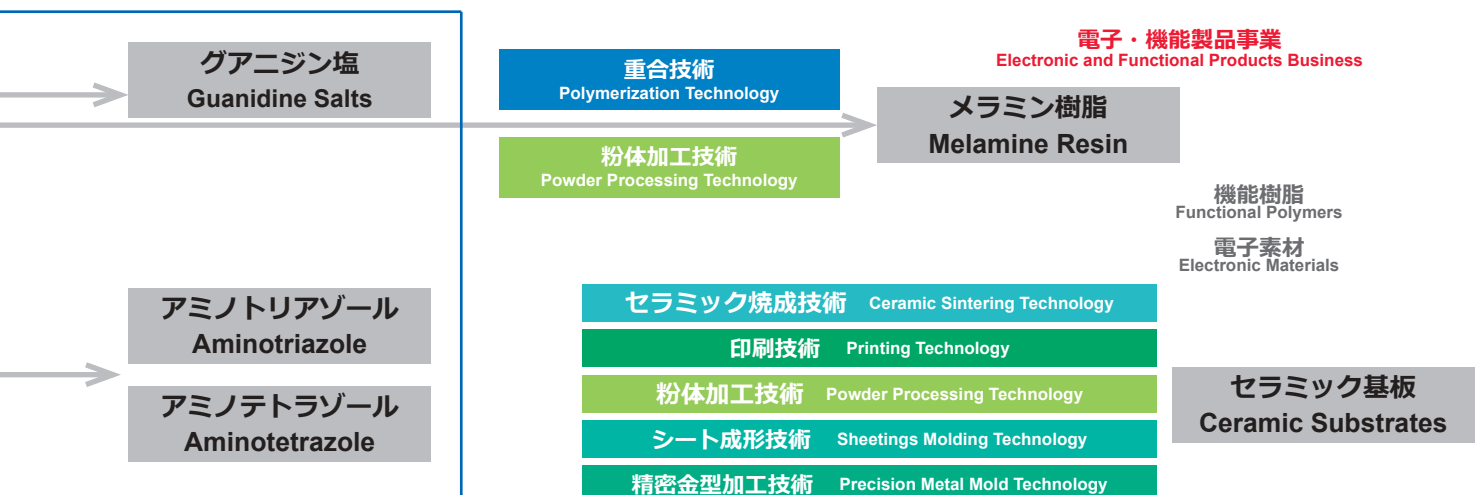 グアニジン塩
Guanidine Salts
重合技術
Polymerization Technology
粉体加工技術
Powder Processing Technology
電子・機能製品事業
Electronic and Functional Products Business
メラミン樹脂
Melamine Resin
機能樹脂
Functional Polymers
電子素材
Electronic Materials
アミノトリアゾール
Aminotriazole
アミノテトラゾール
Aminotetrazole
セラミック焼成技術 Ceramic Sintering Technology
印刷技術 Printing Technology
粉体加工技術 Powder Processing Technology
シート成形技術 Sheetings Molding Technology
精密金型加工技術 Precision Metal Mold Technology
セラミック基板
Ceramic Substrates